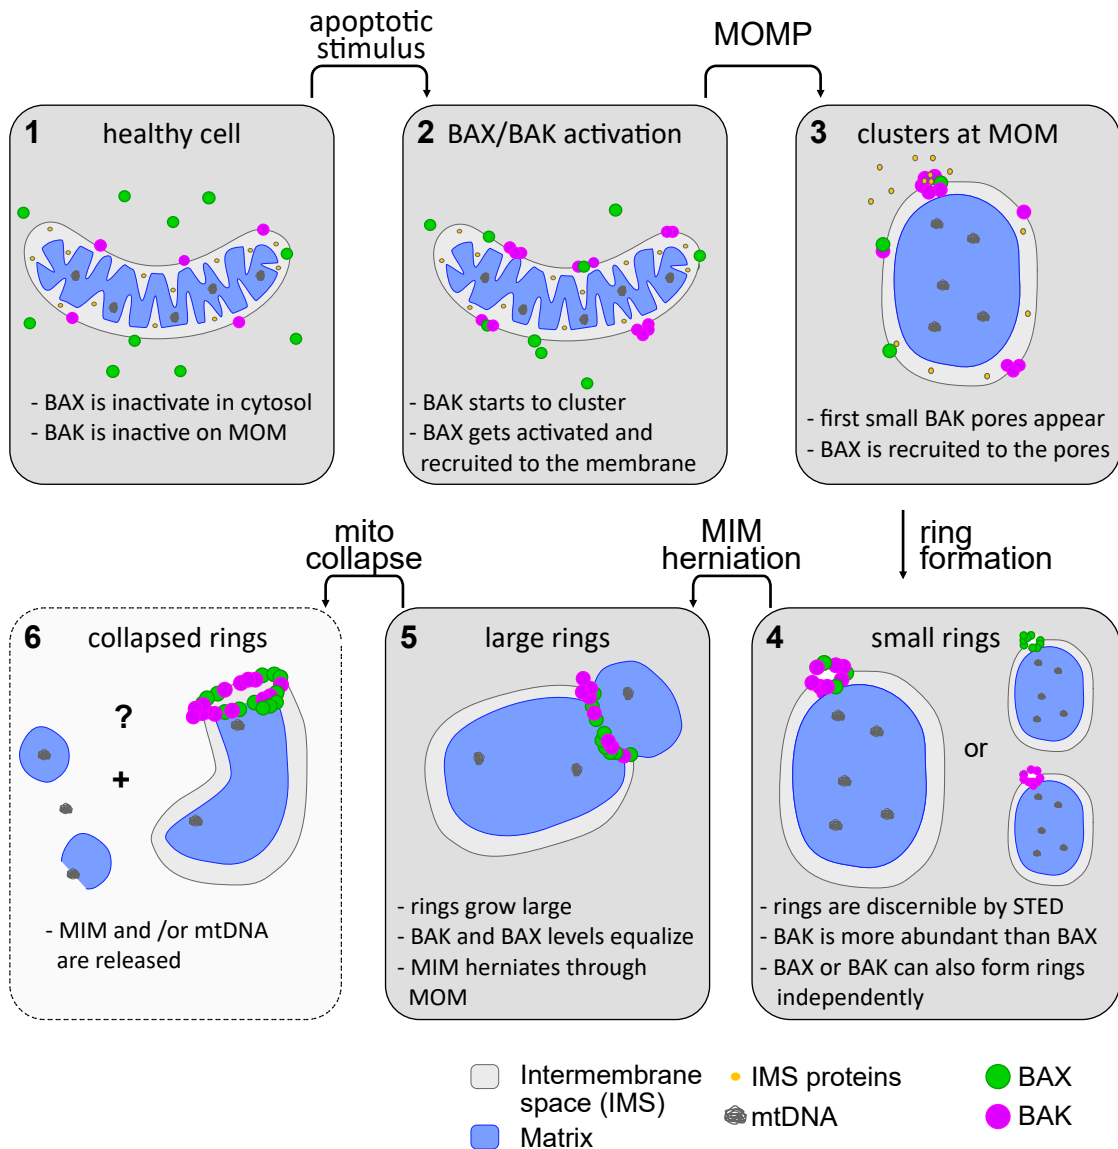 apoptotic
stimulus
MOMP
1 healthy cell
- BAX is inactivate in cytosol
- BAK is inactive on MOM
2 BAX/BAK activation
- BAK starts to cluster
- BAX gets activated and
recruited to the membrane
3 clusters at MOM
- first small BAK pores appear
- BAX is recruited to the pores
ring
formation
4 small rings
or
- rings are discernible by STED
- BAK is more abundant than BAX
- BAX or BAK can also form rings
independently
MIM
herniation
5 large rings
- rings grow large
- BAK and BAX levels equalize
- MIM herniates through
MOM
mito
collapse
6 collapsed rings
?
+
- MIM and /or mtDNA
are released
Intermembrane
space (IMS)
Matrix
IMS proteins
mtDNA
BAX
BAK